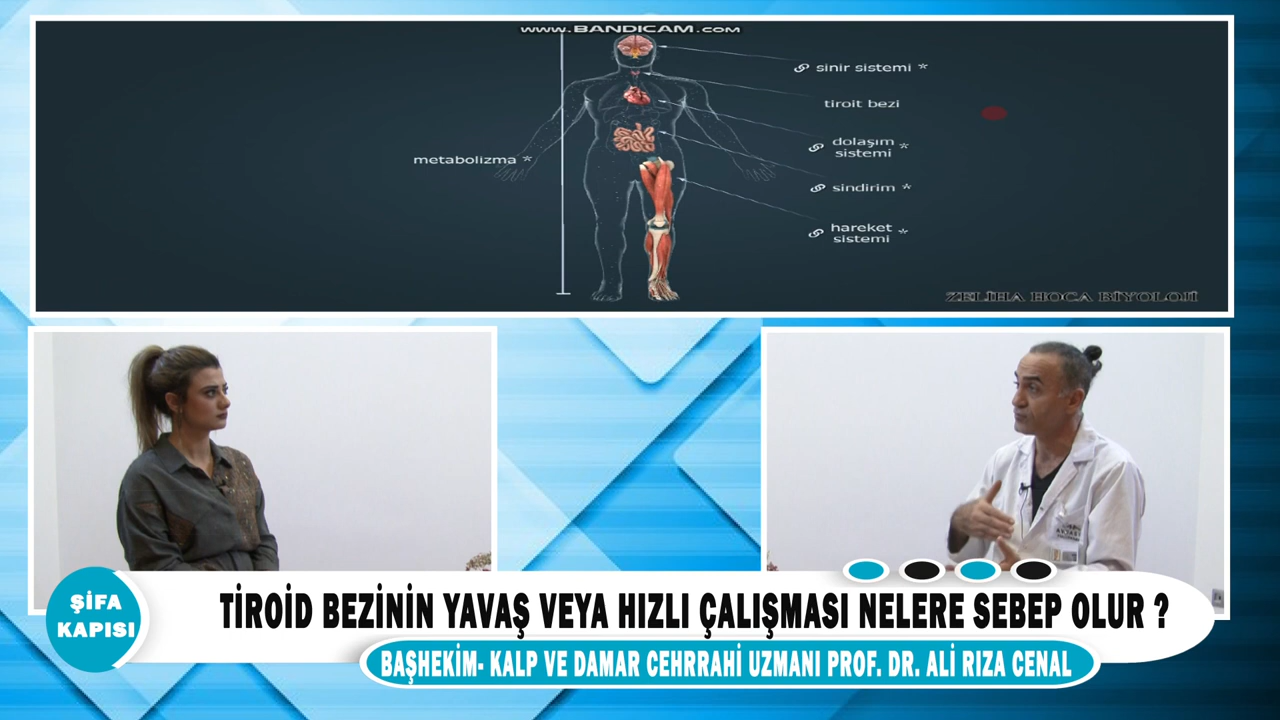 www.BANDICAM.com
sinir sistemi *
tiroit bezi
dolaşım
sistemi *
metabolizma *
sindirim *
hareket
sistemi *
ZELİHA HOCA BİYOLOJİ
ŞİFA
KAPISI
TİROİD BEZİNİN YAVAŞ VEYA HIZLI ÇALIŞMASI NELERE SEBEP OLUR ?
BAŞHEKİM- KALP VE DAMAR CEHRRAHİ UZMANI PROF. DR. ALİ RIZA CENAL